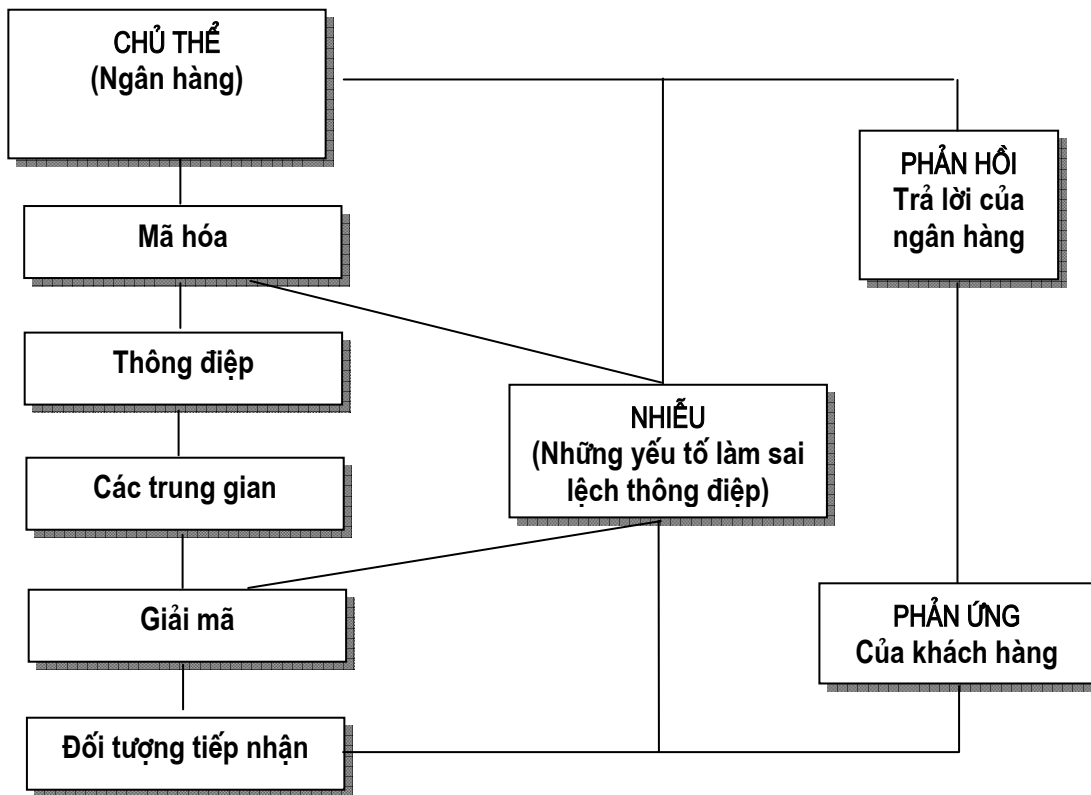 CHỦ THỂ
(Ngân hàng)
Mã hóa
Thông điệp
Các trung gian
Giải mã
Đối tượng tiếp nhận
NHIỄU
(Những yếu tố làm sai
lệch thông điệp)
PHẢN HỒI
Trả lời của
ngân hàng
PHẢN ỨNG
Của khách hàng